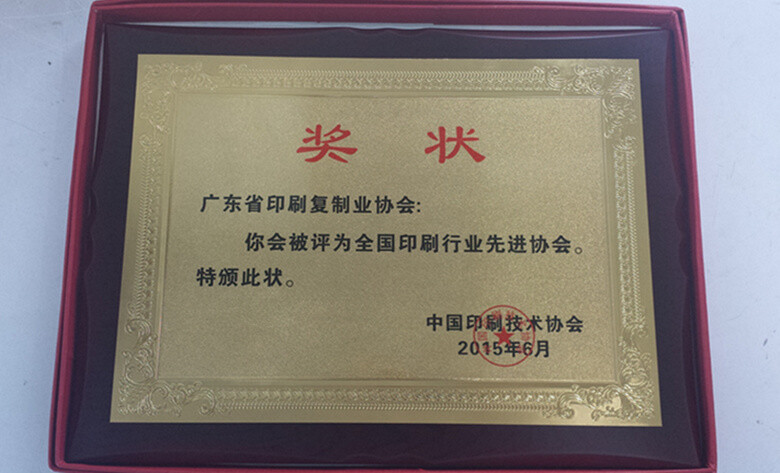 奖状
广东省印刷复制业协会:
你会被评为全国印刷行业先进协会。
特颁此状。
中国印刷技术协会
2015年6月